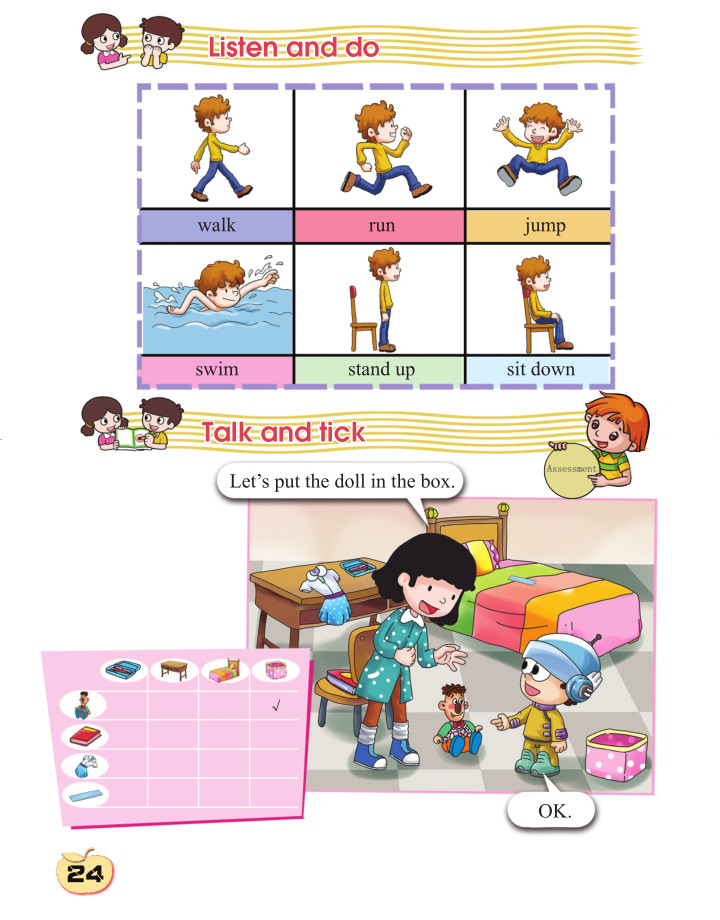 Listen and do
walk run jump
swim stand up sit down
Talk and tick
Assessment
Let's put the doll in the box.
√
OK.
24